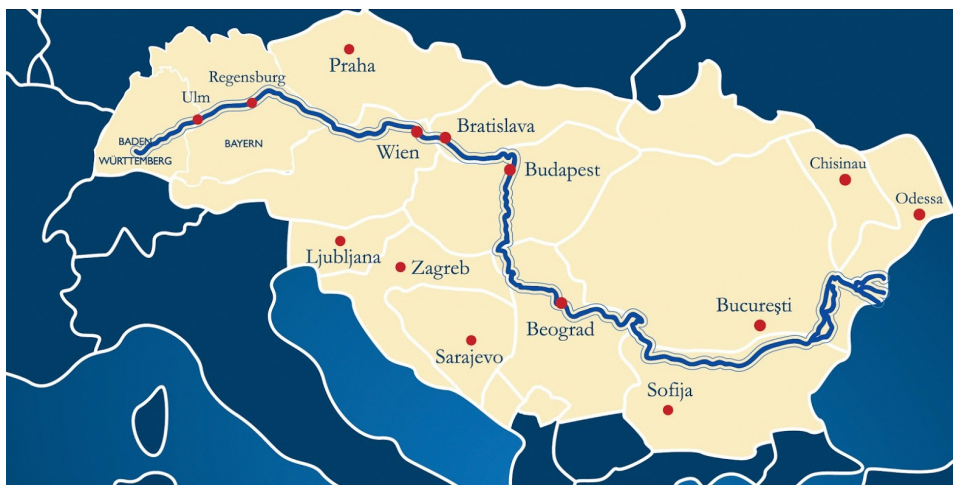 Praha
Regensburg
Ulm
BADEN
WÜRTTEMBERG
BAYERN
Wien
Bratislava
Budapest
Chisinau
Odessa
Ljubljana
Zagreb
Beograd
Bucureşti
Sarajevo
Sofija